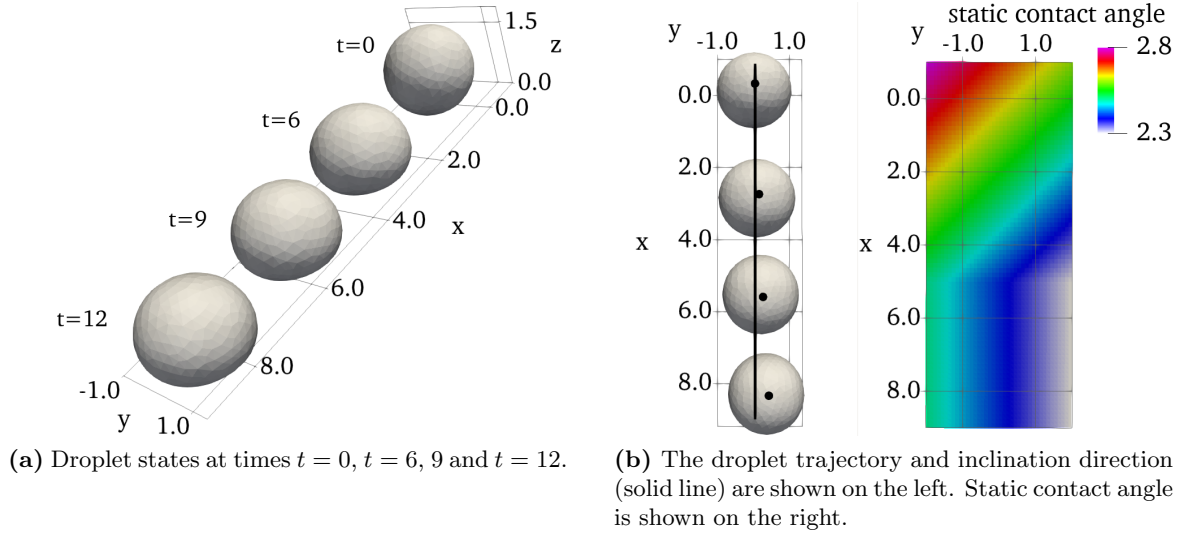 t=0
1.5
z
0.0
0.0
t=6
2.0
t=9
4.0
x
6.0
t=12
8.0
-1.0
y
1.0
(a) Droplet states at times t = 0, t = 6, 9 and t = 12.
y
-1.0 1.0
0.0
2.0
x
4.0
6.0
8.0
static contact angle
y
-1.0 1.0
2.8
2.3
0.0
2.0
x
4.0
6.0
8.0
(b) The droplet trajectory and inclination direction
(solid line) are shown on the left. Static contact angle
is shown on the right.